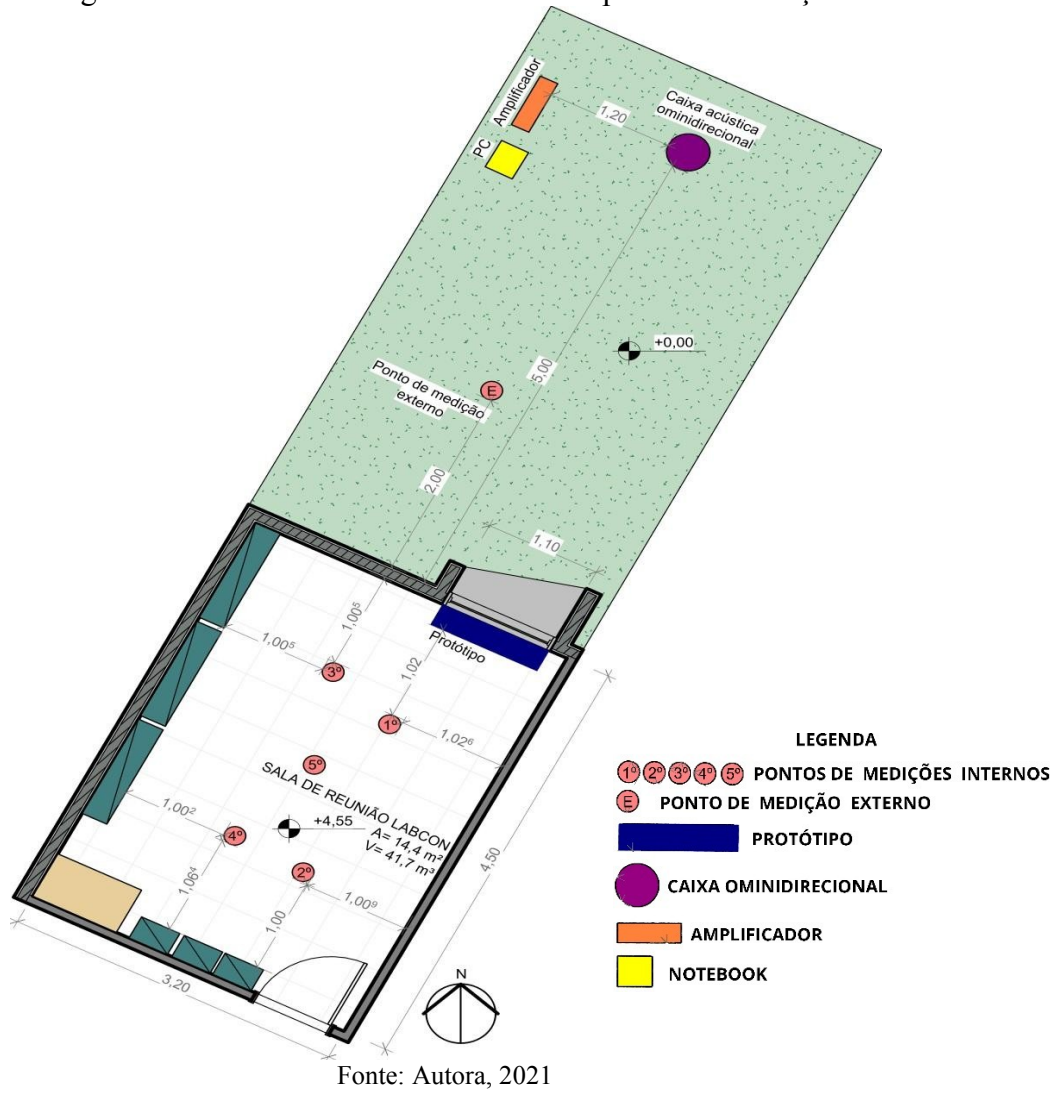 Amplificador
PC
Caixa acústica
ominidirecional
1,20
+0,00
5,00
Ponto de medição
externo
E
2,00
1,10
Protótipo
1,00⁵
1,00⁵
3º
1,02
1º
1,02⁶
5º
SALA DE REUNIÃO LABCON
+4,55
A= 14,4 m²
V= 41,7 m³
1,00²
4º
2º
1,06⁴
1,00
1,00⁹
4,50
3,20
N
LEGENDA
1º 2º 3º 4º 5º PONTOS DE MEDIÇÕES INTERNOS
E PONTO DE MEDIÇÃO EXTERNO
PROTÓTIPO
CAIXA OMINIDIRECIONAL
AMPLIFICADOR
NOTEBOOK
Fonte: Autora, 2021